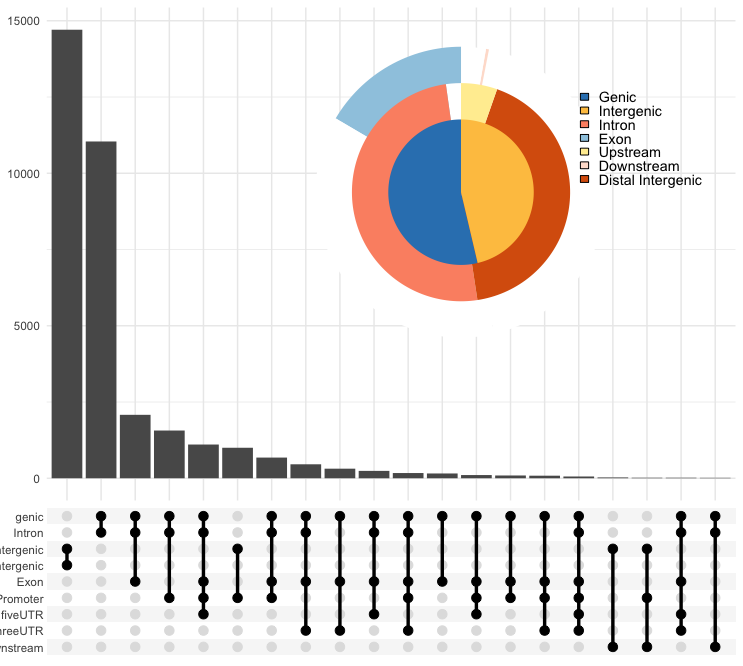 15000
10000
5000
0
Genic
Intergenic
Intron
Exon
Upstream
Downstream
Distal Intergenic
genic
Intron
ntergenic
ntergenic
Exon
Promoter
fiveUTR
hreeUTR
wnstream